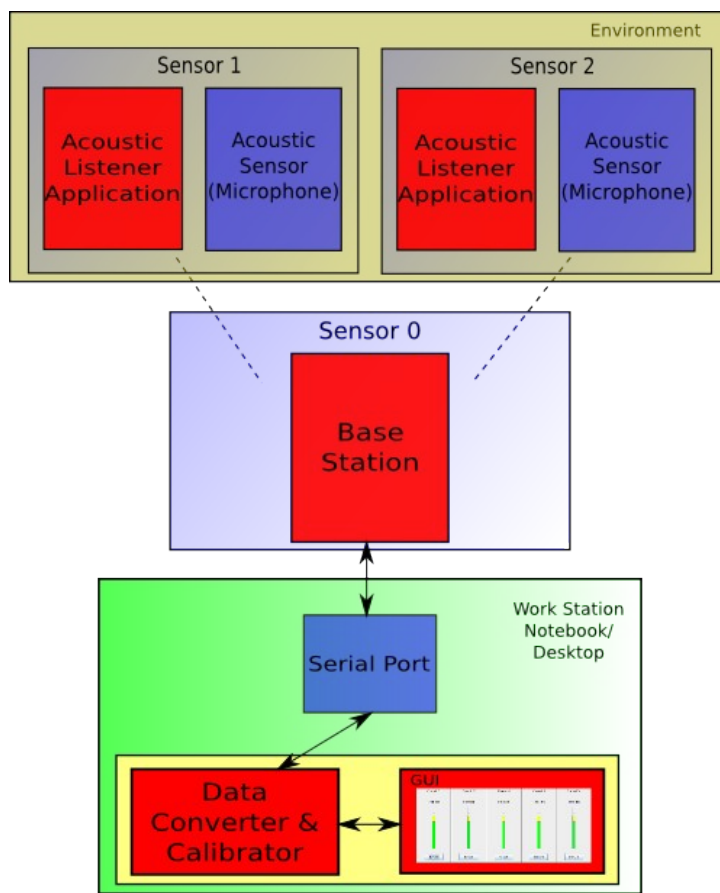 Environment
Sensor 1
Sensor 2
Acoustic
Listener
Application
Acoustic
Sensor
(Microphone)
Acoustic
Listener
Application
Acoustic
Sensor
(Microphone)
Sensor 0
Base
Station
Work Station
Notebook/
Desktop
Serial Port
Data
Converter &
Calibrator
GUI